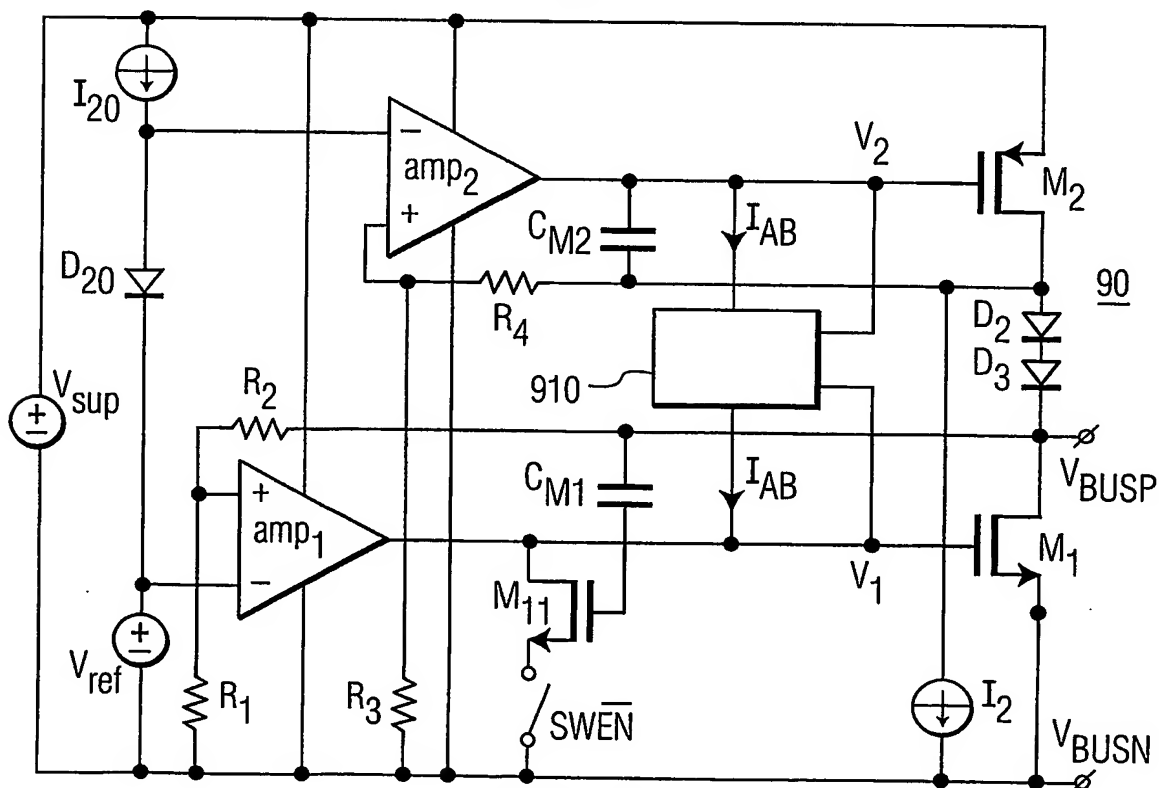 I20
−
amp2
+
V2
M2
IAB
CM2
D20
R4
90
D2
D3
910
Vsup
R2
VBUSP
CM1
IAB
+
amp1
−
V1
M1
M11
+
−
Vref
R1
R3
SWEN̅
I2
VBUSN